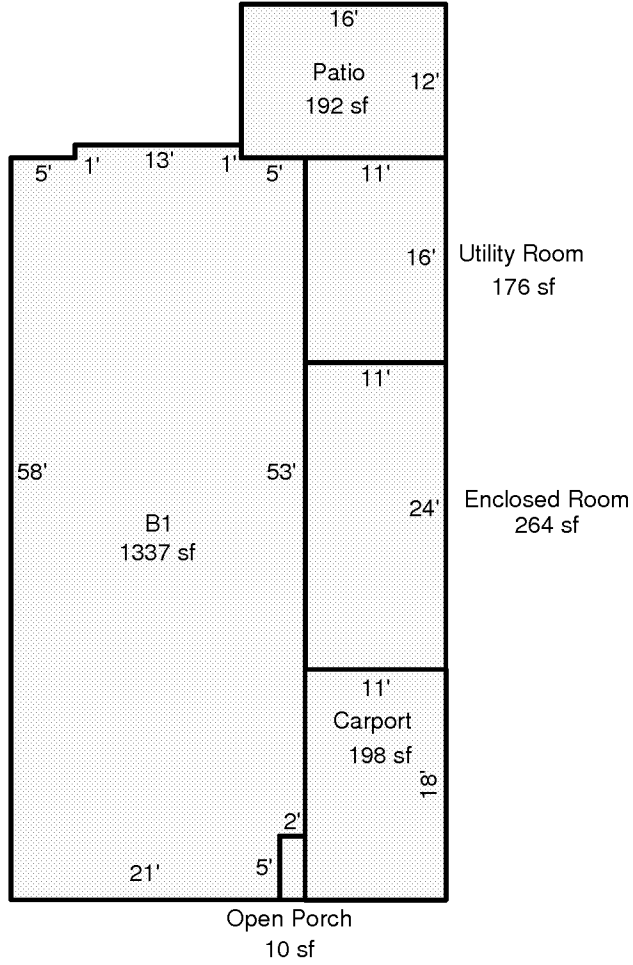 16'
Patio
12'
192 sf
5'
1'
13'
1'
5'
11'
16'
Utility Room
176 sf
11'
58'
53'
24'
Enclosed Room
264 sf
B1
1337 sf
11'
Carport
198 sf
18'
2'
5'
21'
Open Porch
10 sf